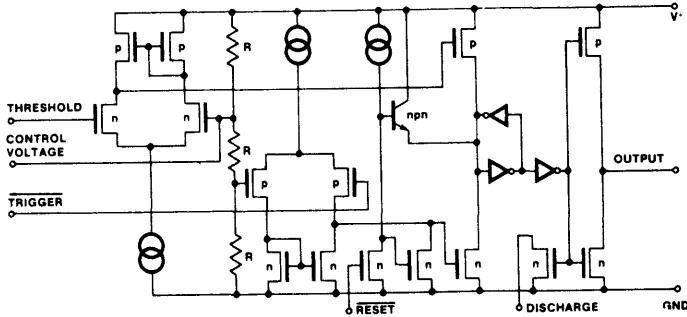 V+
p
p
R
p
p
THRESHOLD
n
n
npn
CONTROL
VOLTAGE
R
OUTPUT
TRIGGER
p
p
R
n
n
n
n
n
n
n
RESET
DISCHARGE
GND